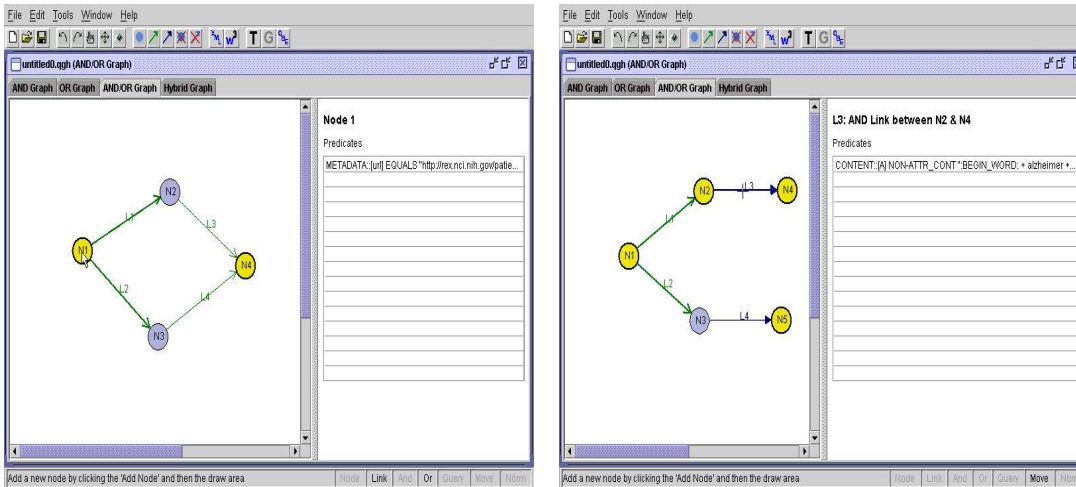 File Edit Tools Window Help
T G
untitled0.qgh (AND/OR Graph)
AND Graph OR Graph AND/OR Graph Hybrid Graph
N1
N2
N3
N4
L1
L2
L3
L4
Node 1
Predicates
METADATA::[url] EQUALS "http://rex.nci.nih.gov/patie...
Add a new node by clicking the 'Add Node' and then the draw area
Node Link And Or Query Move Norm
File Edit Tools Window Help
T G
untitled0.qgh (AND/OR Graph)
AND Graph OR Graph AND/OR Graph Hybrid Graph
N1
N2
N3
N4
N5
L1
L2
L3
L4
L3: AND Link between N2 & N4
Predicates
CONTENT::[A] NON-ATTR_CONT ":BEGIN_WORD: + alzheimer +...
Add a new node by clicking the 'Add Node' and then the draw area
Node Link And Or Query Move